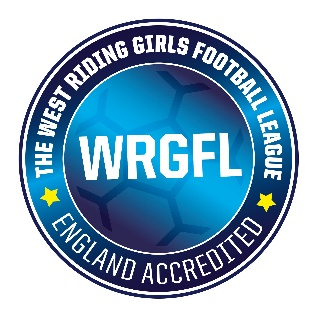 THE WEST RIDING GIRLS FOOTBALL LEAGUE
WRGFL
ENGLAND ACCREDITED